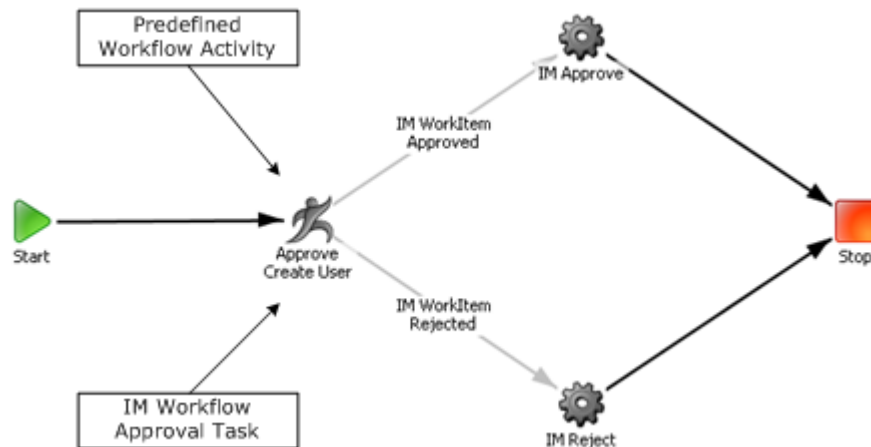 Predefined
Workflow Activity
IM Approve
IM WorkItem
Approved
Start
Approve
Create User
Stop
IM WorkItem
Rejected
IM Workflow
Approval Task
IM Reject